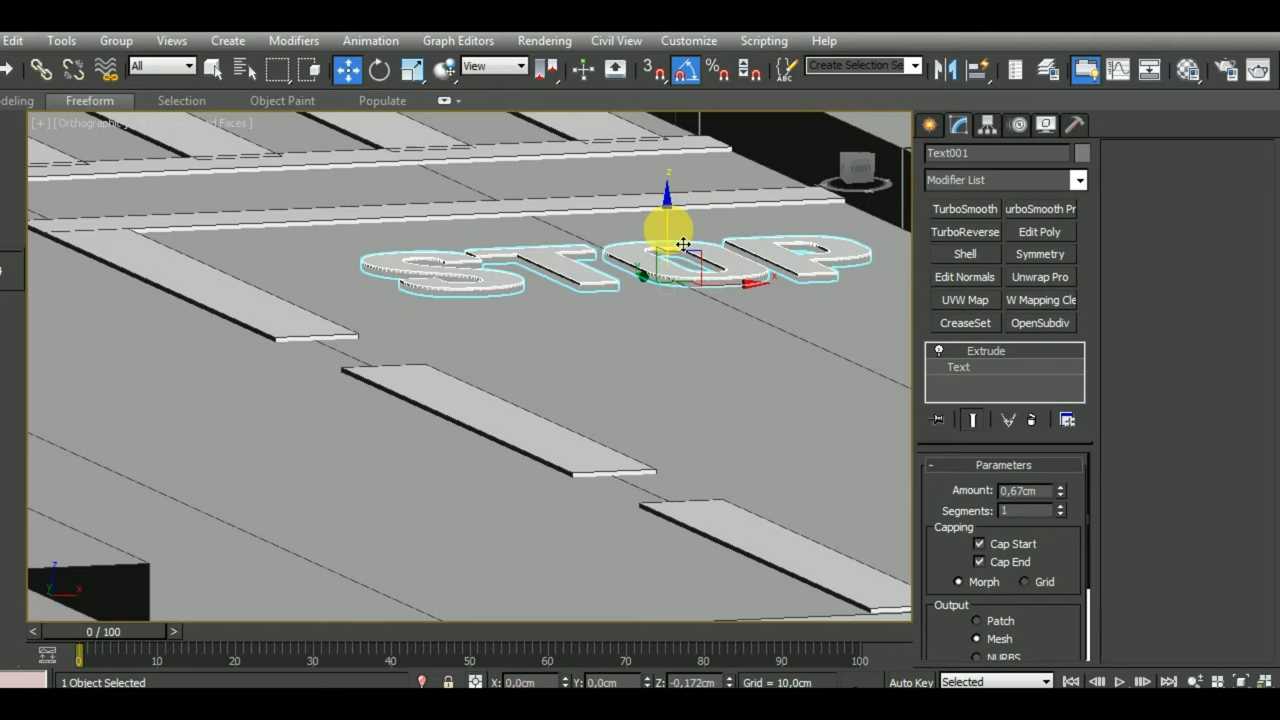 Edit Tools Group Views Create Modifiers Animation Graph Editors Rendering Civil View Customize Scripting Help
All View 3 % ABC Create Selection Se
deling Freeform Selection Object Paint Populate
[+] [Orthographic Faces ]
FRONT
z
STOP
y x
z
y x
Text001
Modifier List
TurboSmooth urboSmooth Pr
TurboReverse Edit Poly
Shell Symmetry
Edit Normals Unwrap Pro
UVW Map W Mapping Cle
CreaseSet OpenSubdiv
Extrude
Text
- Parameters
Amount: 0,67cm
Segments: 1
Capping
Cap Start
Cap End
Morph Grid
Output
Patch
Mesh
NURBS
< 0 / 100 >
0 10 20 30 40 50 60 70 80 90 100
1 Object Selected X: 0,0cm Y: 0,0cm Z: -0,172cm Grid = 10,0cm Auto Key Selected